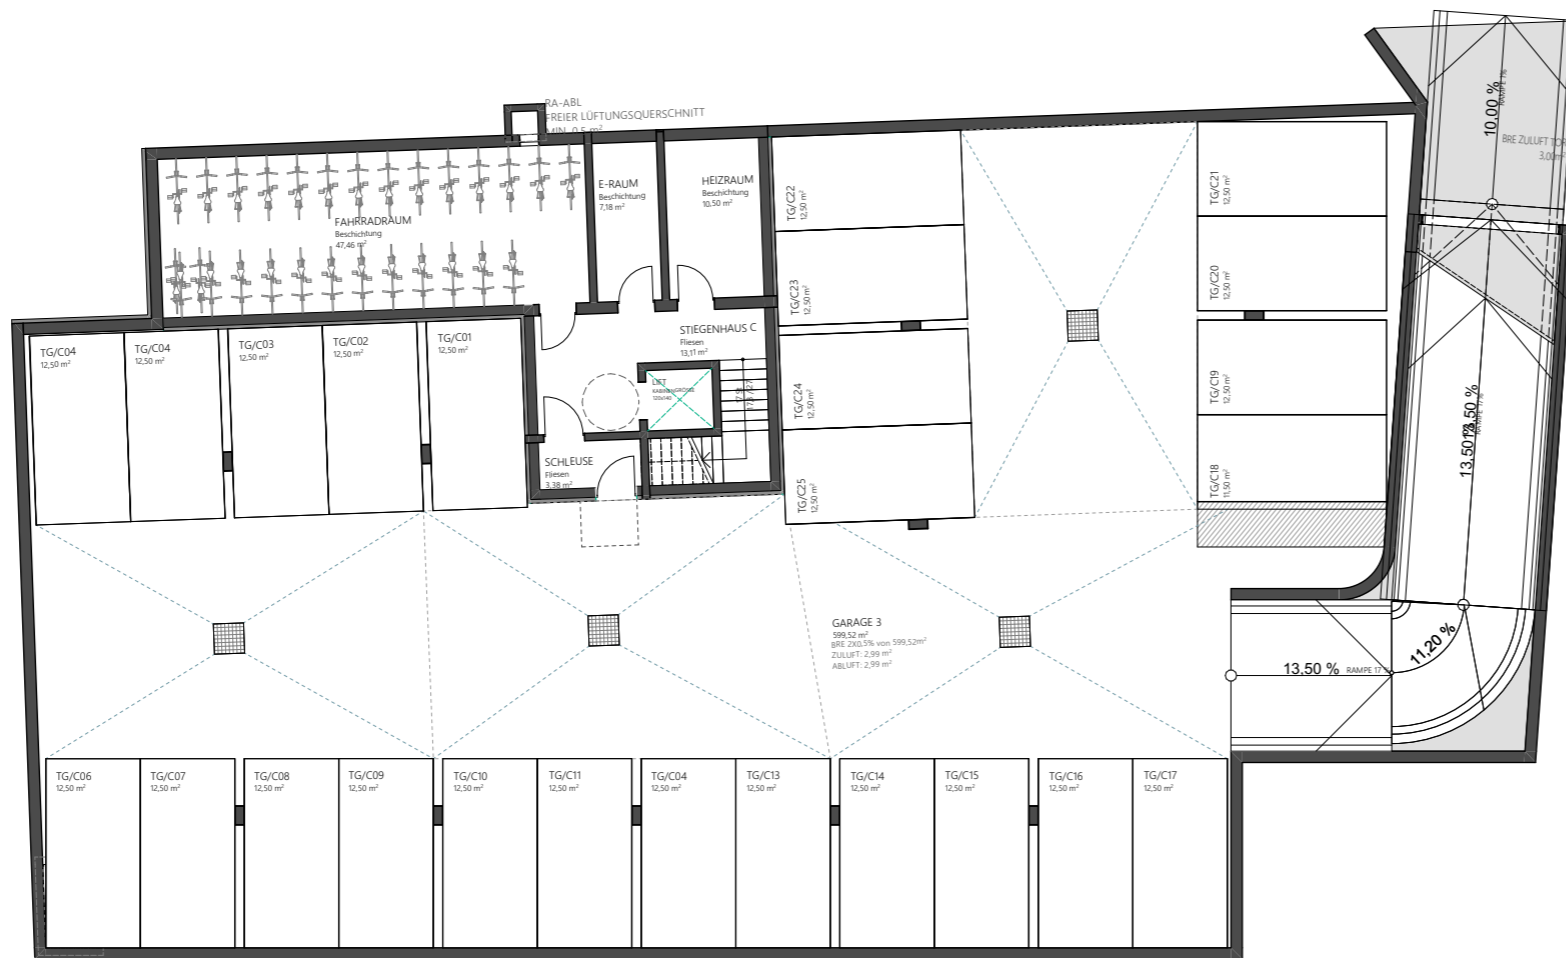 RA-ABL
FREIER LÜFTUNGSQUERSCHNITT
MIN. 0,5 m²
10,00 %
RAMPE 1%
BRE ZULUFT TOR
3,00m²
E-RAUM
Beschichtung
7,18 m²
HEIZRAUM
Beschichtung
10,50 m²
FAHRRADRAUM
Beschichtung
47,46 m²
TG/C22
12,50 m²
TG/C21
12,50 m²
TG/C23
12,50 m²
TG/C20
12,50 m²
TG/C04
12,50 m²
TG/C04
12,50 m²
TG/C03
12,50 m²
TG/C02
12,50 m²
TG/C01
12,50 m²
STIEGENHAUS C
Fliesen
13,11 m²
LIFT
KABINENGRÖSSE
120x140
TG/C24
12,50 m²
TG/C19
12,50 m²
13,50 %
13,50 %
RAMPE 17 %
SCHLEUSE
Fliesen
3,38 m²
TG/C25
12,50 m²
TG/C18
11,50 m²
GARAGE 3
599,52 m²
BRE 2X0,5% von 599,52m²
ZULUFT: 2,99 m²
ABLUFT: 2,99 m²
11,20 %
13,50 %
RAMPE 17 %
TG/C06
12,50 m²
TG/C07
12,50 m²
TG/C08
12,50 m²
TG/C09
12,50 m²
TG/C10
12,50 m²
TG/C11
12,50 m²
TG/C04
12,50 m²
TG/C13
12,50 m²
TG/C14
12,50 m²
TG/C15
12,50 m²
TG/C16
12,50 m²
TG/C17
12,50 m²